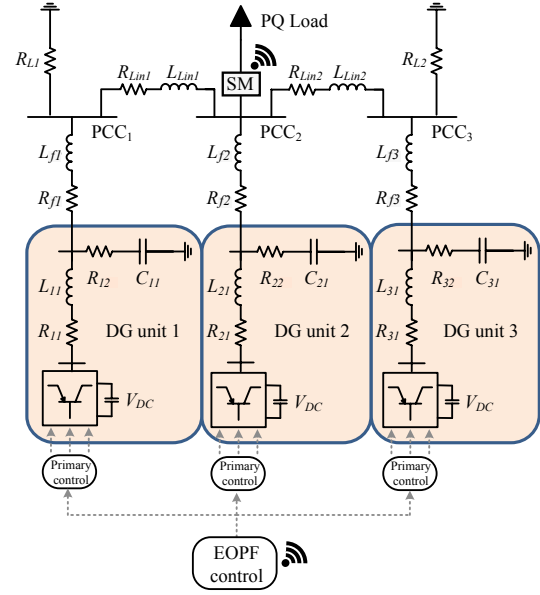 PQ Load
R_{L1}
R_{Lin1}
L_{Lin1}
SM
R_{Lin2}
L_{Lin2}
R_{L2}
PCC_1
PCC_2
PCC_3
L_{f1}
L_{f2}
L_{f3}
R_{f1}
R_{f2}
R_{f3}
R_{12}
C_{11}
R_{22}
C_{21}
R_{32}
C_{31}
L_{11}
L_{21}
L_{31}
R_{11}
DG unit 1
R_{21}
DG unit 2
R_{31}
DG unit 3
V_{DC}
V_{DC}
V_{DC}
Primary
control
Primary
control
Primary
control
EOPF
control